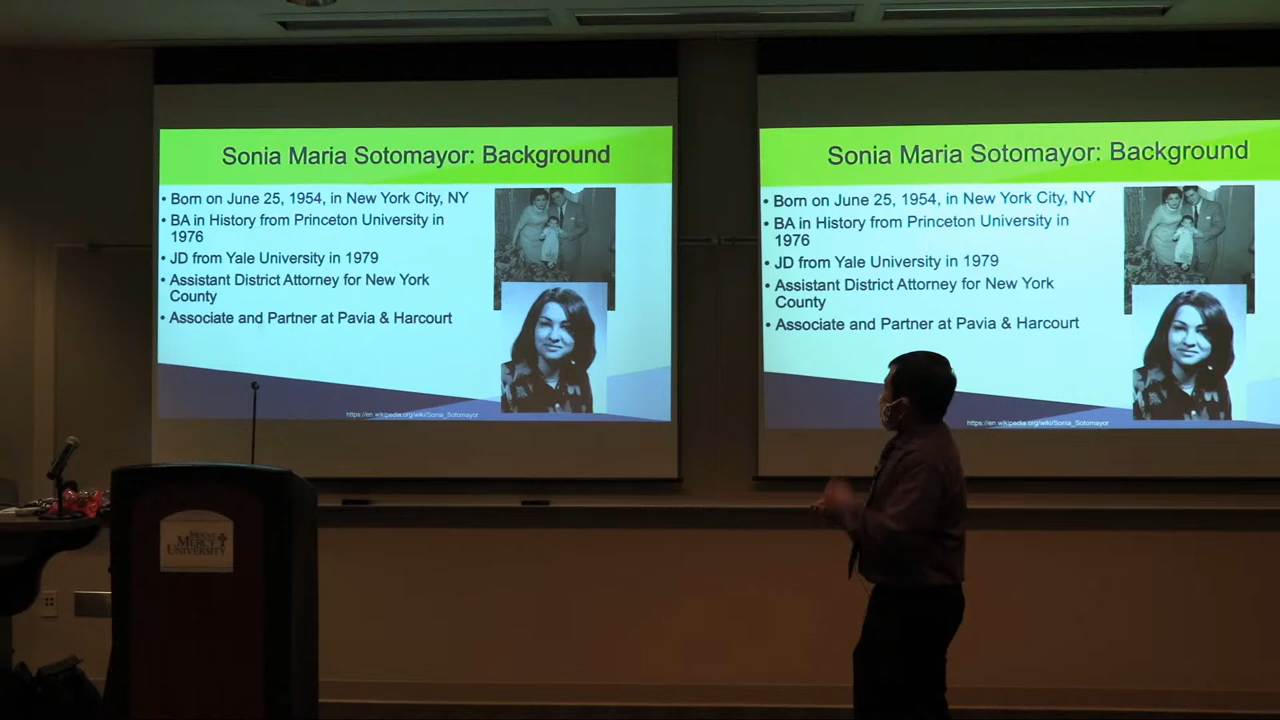 Sonia Maria Sotomayor: Background
• Born on June 25, 1954, in New York City, NY
• BA in History from Princeton University in
1976
• JD from Yale University in 1979
• Assistant District Attorney for New York
County
• Associate and Partner at Pavia & Harcourt
https://en.wikipedia.org/wiki/Sonia_Sotomayor
Sonia Maria Sotomayor: Background
• Born on June 25, 1954, in New York City, NY
• BA in History from Princeton University in
1976
• JD from Yale University in 1979
• Assistant District Attorney for New York
County
• Associate and Partner at Pavia & Harcourt
https://en.wikipedia.org/wiki/Sonia_Sotomayor
MOUNT
MERCY
UNIVERSITY